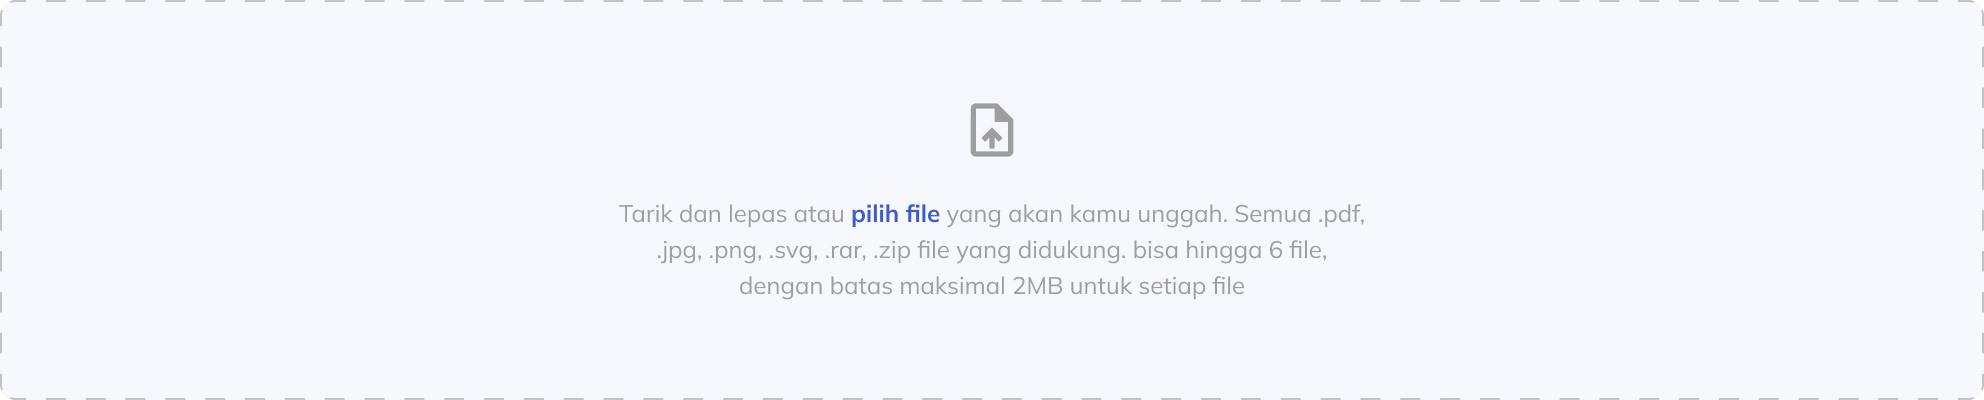 Tarik dan lepas atau pilih file yang akan kamu unggah. Semua .pdf,
.jpg, .png, .svg, .rar, .zip file yang didukung. bisa hingga 6 file,
dengan batas maksimal 2MB untuk setiap file